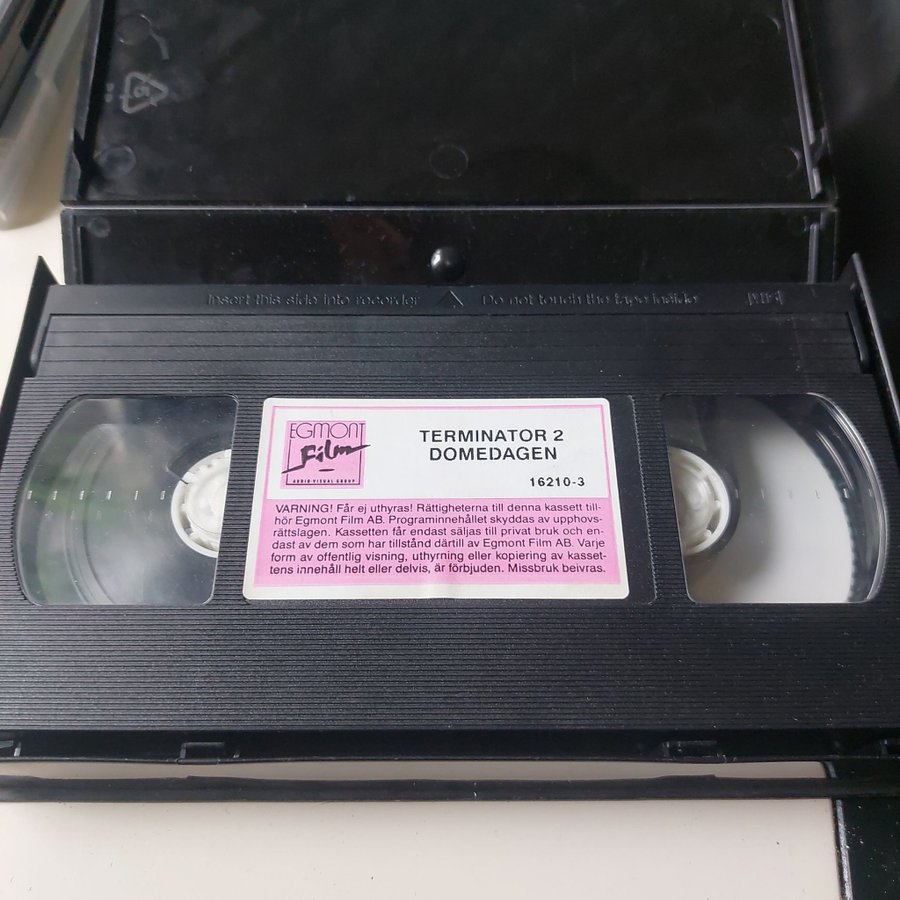 Insert this side into recorder Do not touch the tape inside
EGMONT
Film
AUDIO VISUAL GROUP
TERMINATOR 2
DOMEDAGEN
16210-3
VARNING! Får ej uthyras! Rättigheterna till denna kassett till-
hör Egmont Film AB. Programinnehållet skyddas av upphovs-
rättslagen. Kassetten får endast säljas till privat bruk och en-
dast av dem som har tillstånd därtill av Egmont Film AB. Varje
form av offentlig visning, uthyrning eller kopiering av kasset-
tens innehåll helt eller delvis, är förbjuden. Missbruk beivras.